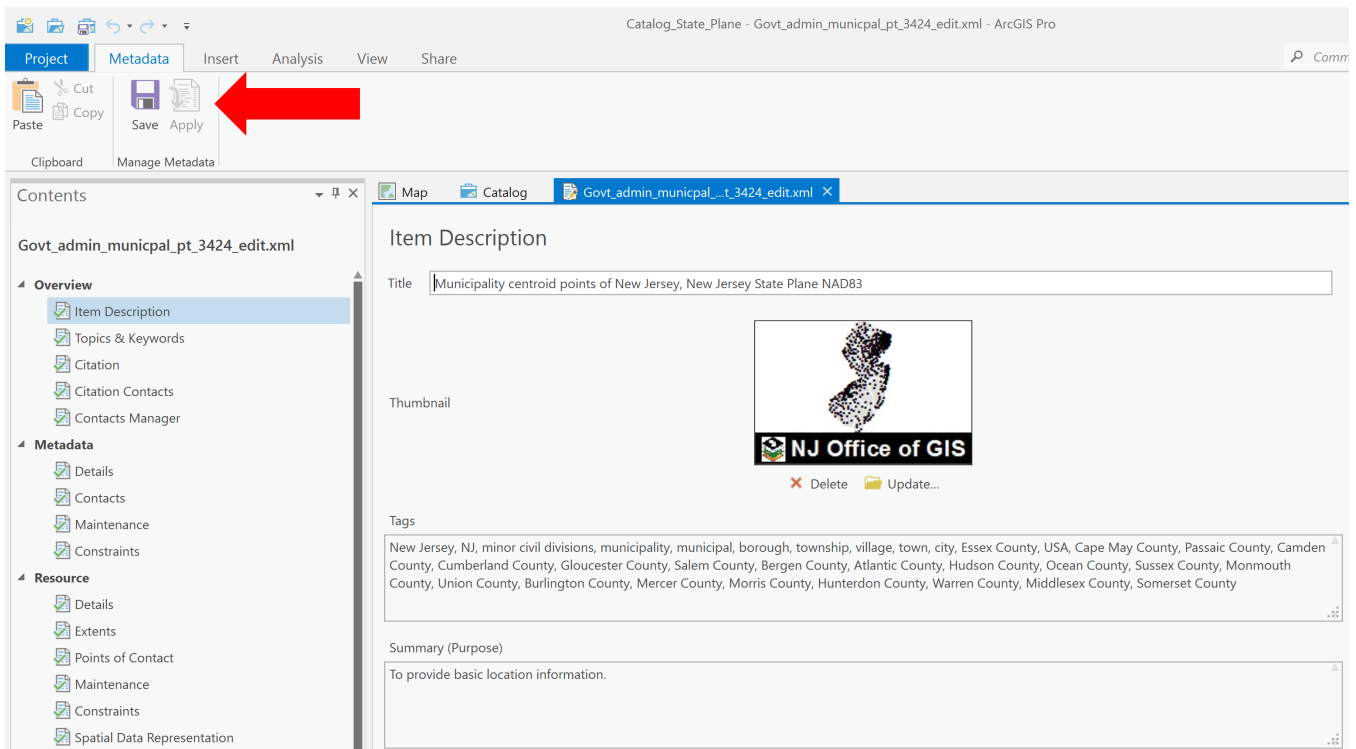 Catalog_State_Plane - Govt_admin_municpal_pt_3424_edit.xml - ArcGIS Pro
Project Metadata Insert Analysis View Share
Comm
Cut
Copy
Paste Save Apply
Clipboard Manage Metadata
Contents
Map Catalog Govt_admin_municpal_...t_3424_edit.xml
Govt_admin_municpal_pt_3424_edit.xml
Overview
Item Description
Topics & Keywords
Citation
Citation Contacts
Contacts Manager
Metadata
Details
Contacts
Maintenance
Constraints
Resource
Details
Extents
Points of Contact
Maintenance
Constraints
Spatial Data Representation
Item Description
Title Municipality centroid points of New Jersey, New Jersey State Plane NAD83
Thumbnail
NJ Office of GIS
Delete Update...
Tags
New Jersey, NJ, minor civil divisions, municipality, municipal, borough, township, village, town, city, Essex County, USA, Cape May County, Passaic County, Camden
County, Cumberland County, Gloucester County, Salem County, Bergen County, Atlantic County, Hudson County, Ocean County, Sussex County, Monmouth
County, Union County, Burlington County, Mercer County, Morris County, Hunterdon County, Warren County, Middlesex County, Somerset County
Summary (Purpose)
To provide basic location information.